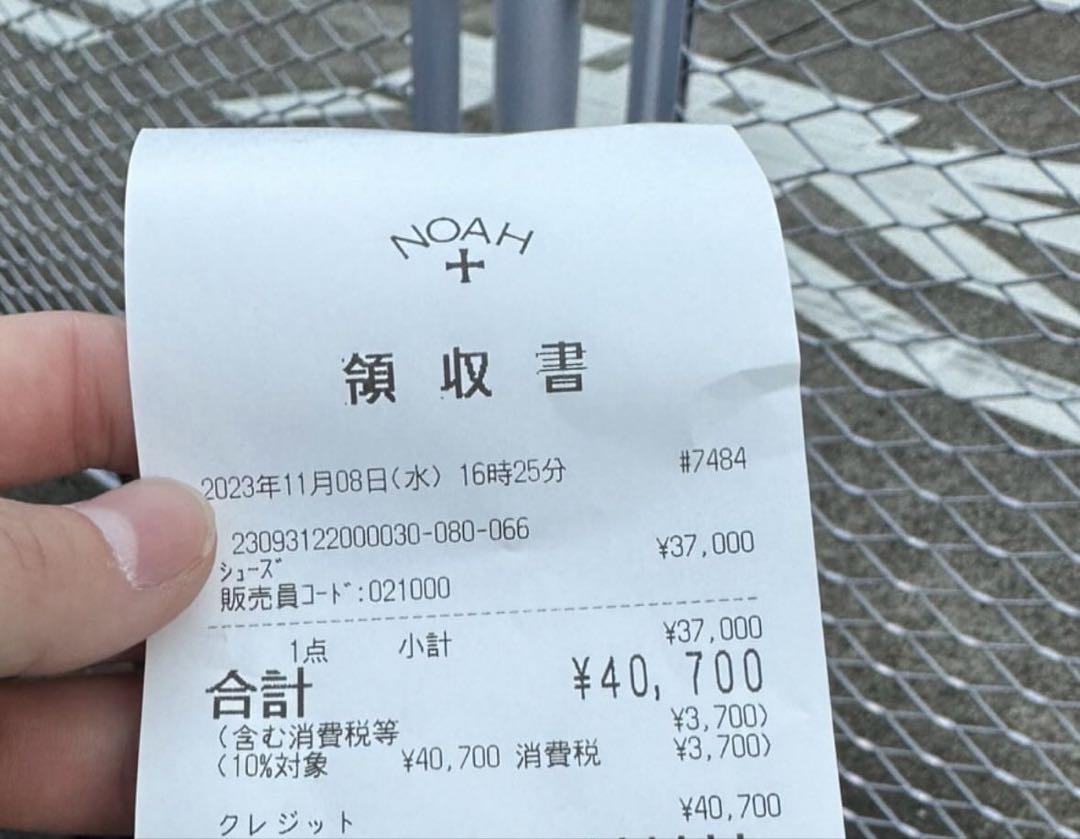 NOAH
領収書
2023年11月08日(水) 16時25分 #7484
23093122000030-080-066
シューズ ¥37,000
販売員コード:021000
1点 小計 ¥37,000
合計 ¥40,700
(含む消費税等 ¥3,700)
(10%対象 ¥40,700 消費税 ¥3,700)
クレジット ¥40,700